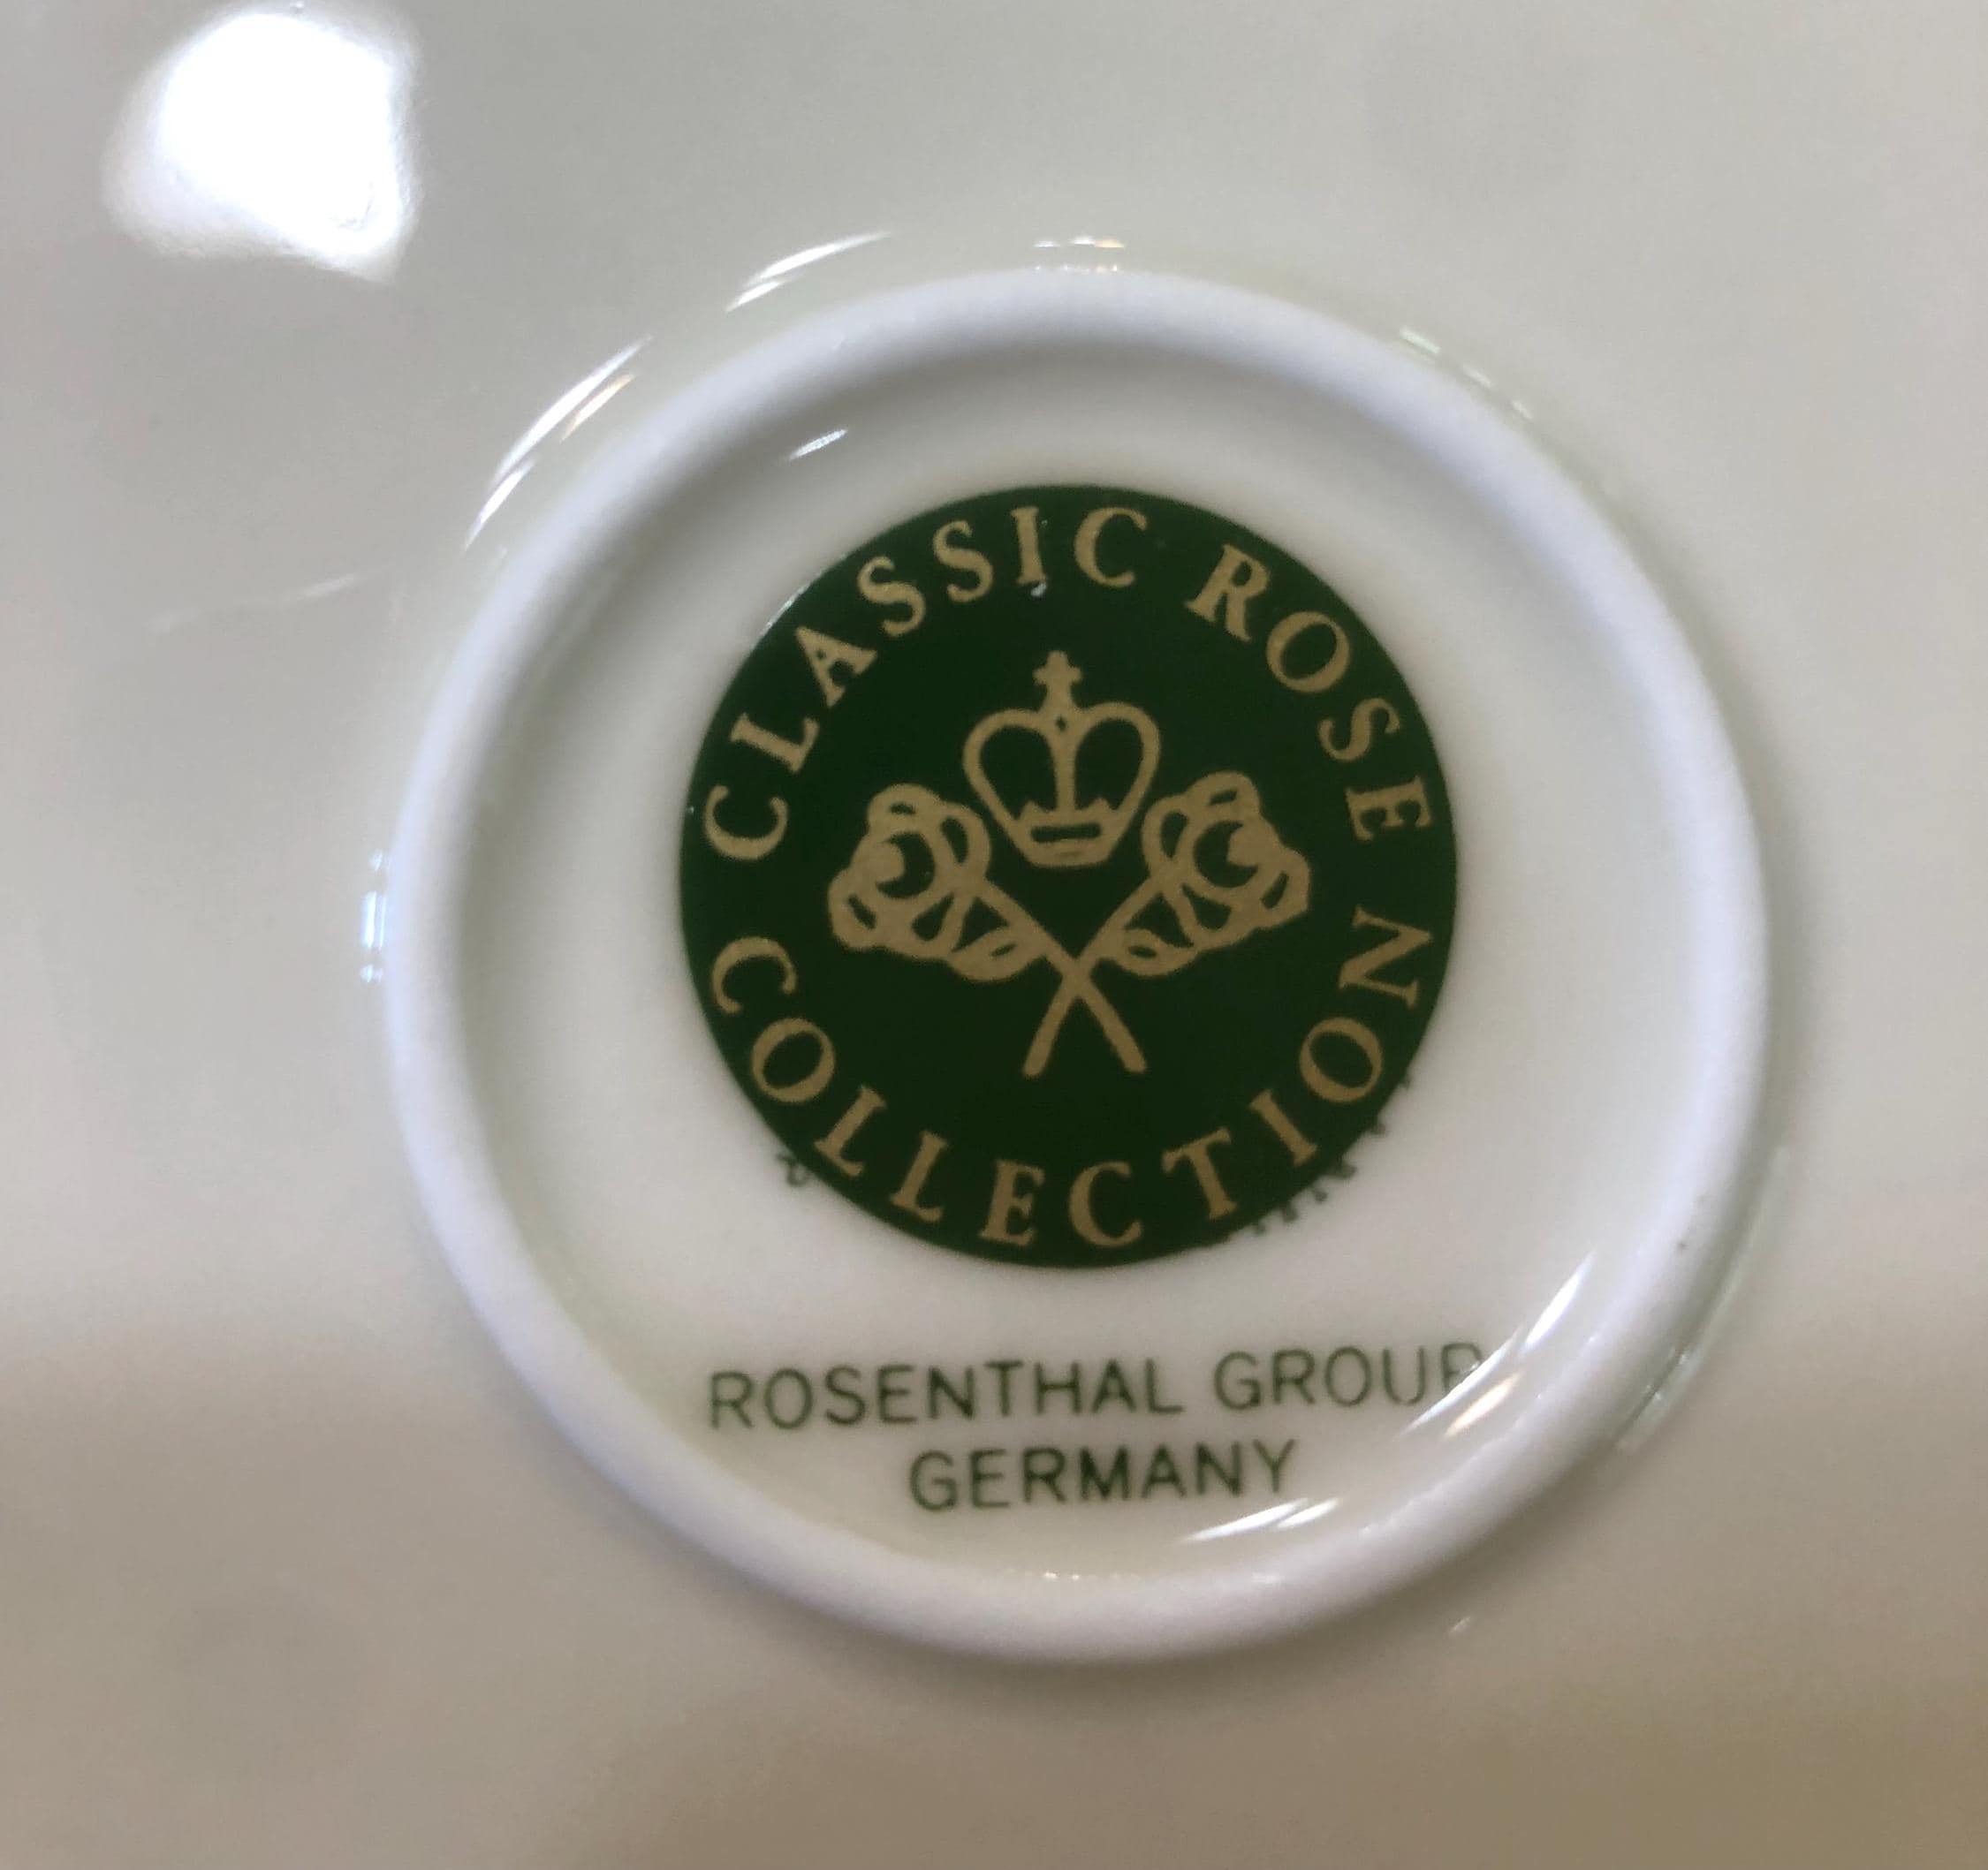 CLASSIC ROSE
COLLECTION
ROSENTHAL GROUP
GERMANY